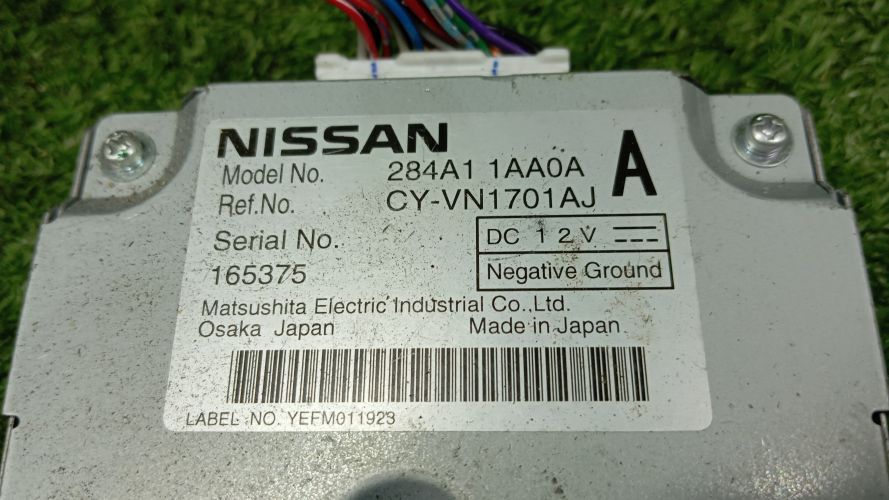 NISSAN
Model No. 284A1 1AA0A A
Ref.No. CY-VN1701AJ
Serial No. DC 12V
165375 Negative Ground
Matsushita Electric Industrial Co.,Ltd.
Osaka Japan Made in Japan
LABEL NO. YEFM011923